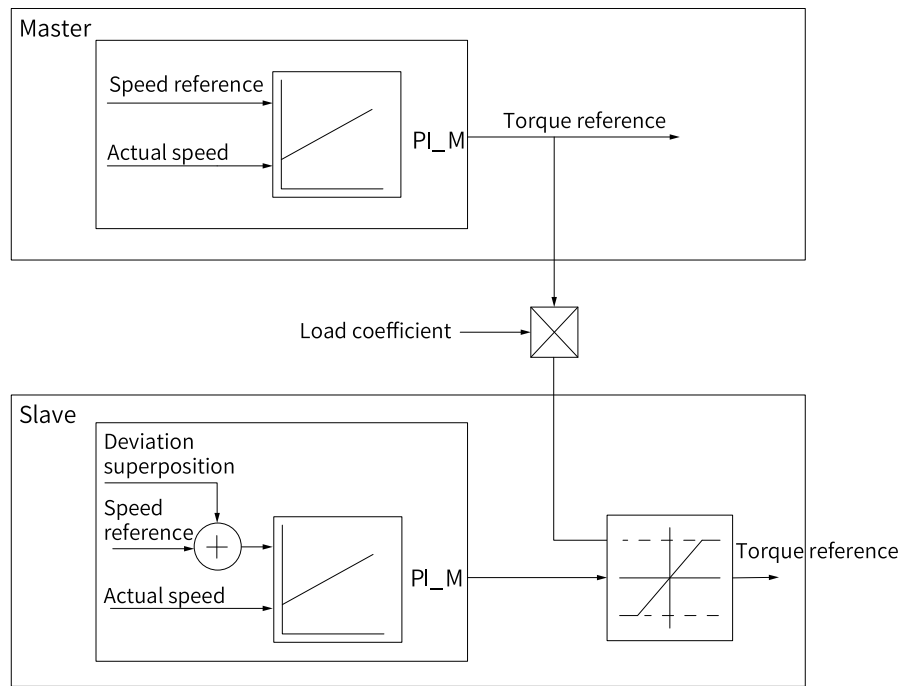 Master
Speed reference
Actual speed
PI_M
Torque reference
Load coefficient
Slave
Deviation
superposition
Speed
reference
Actual speed
PI_M
Torque reference